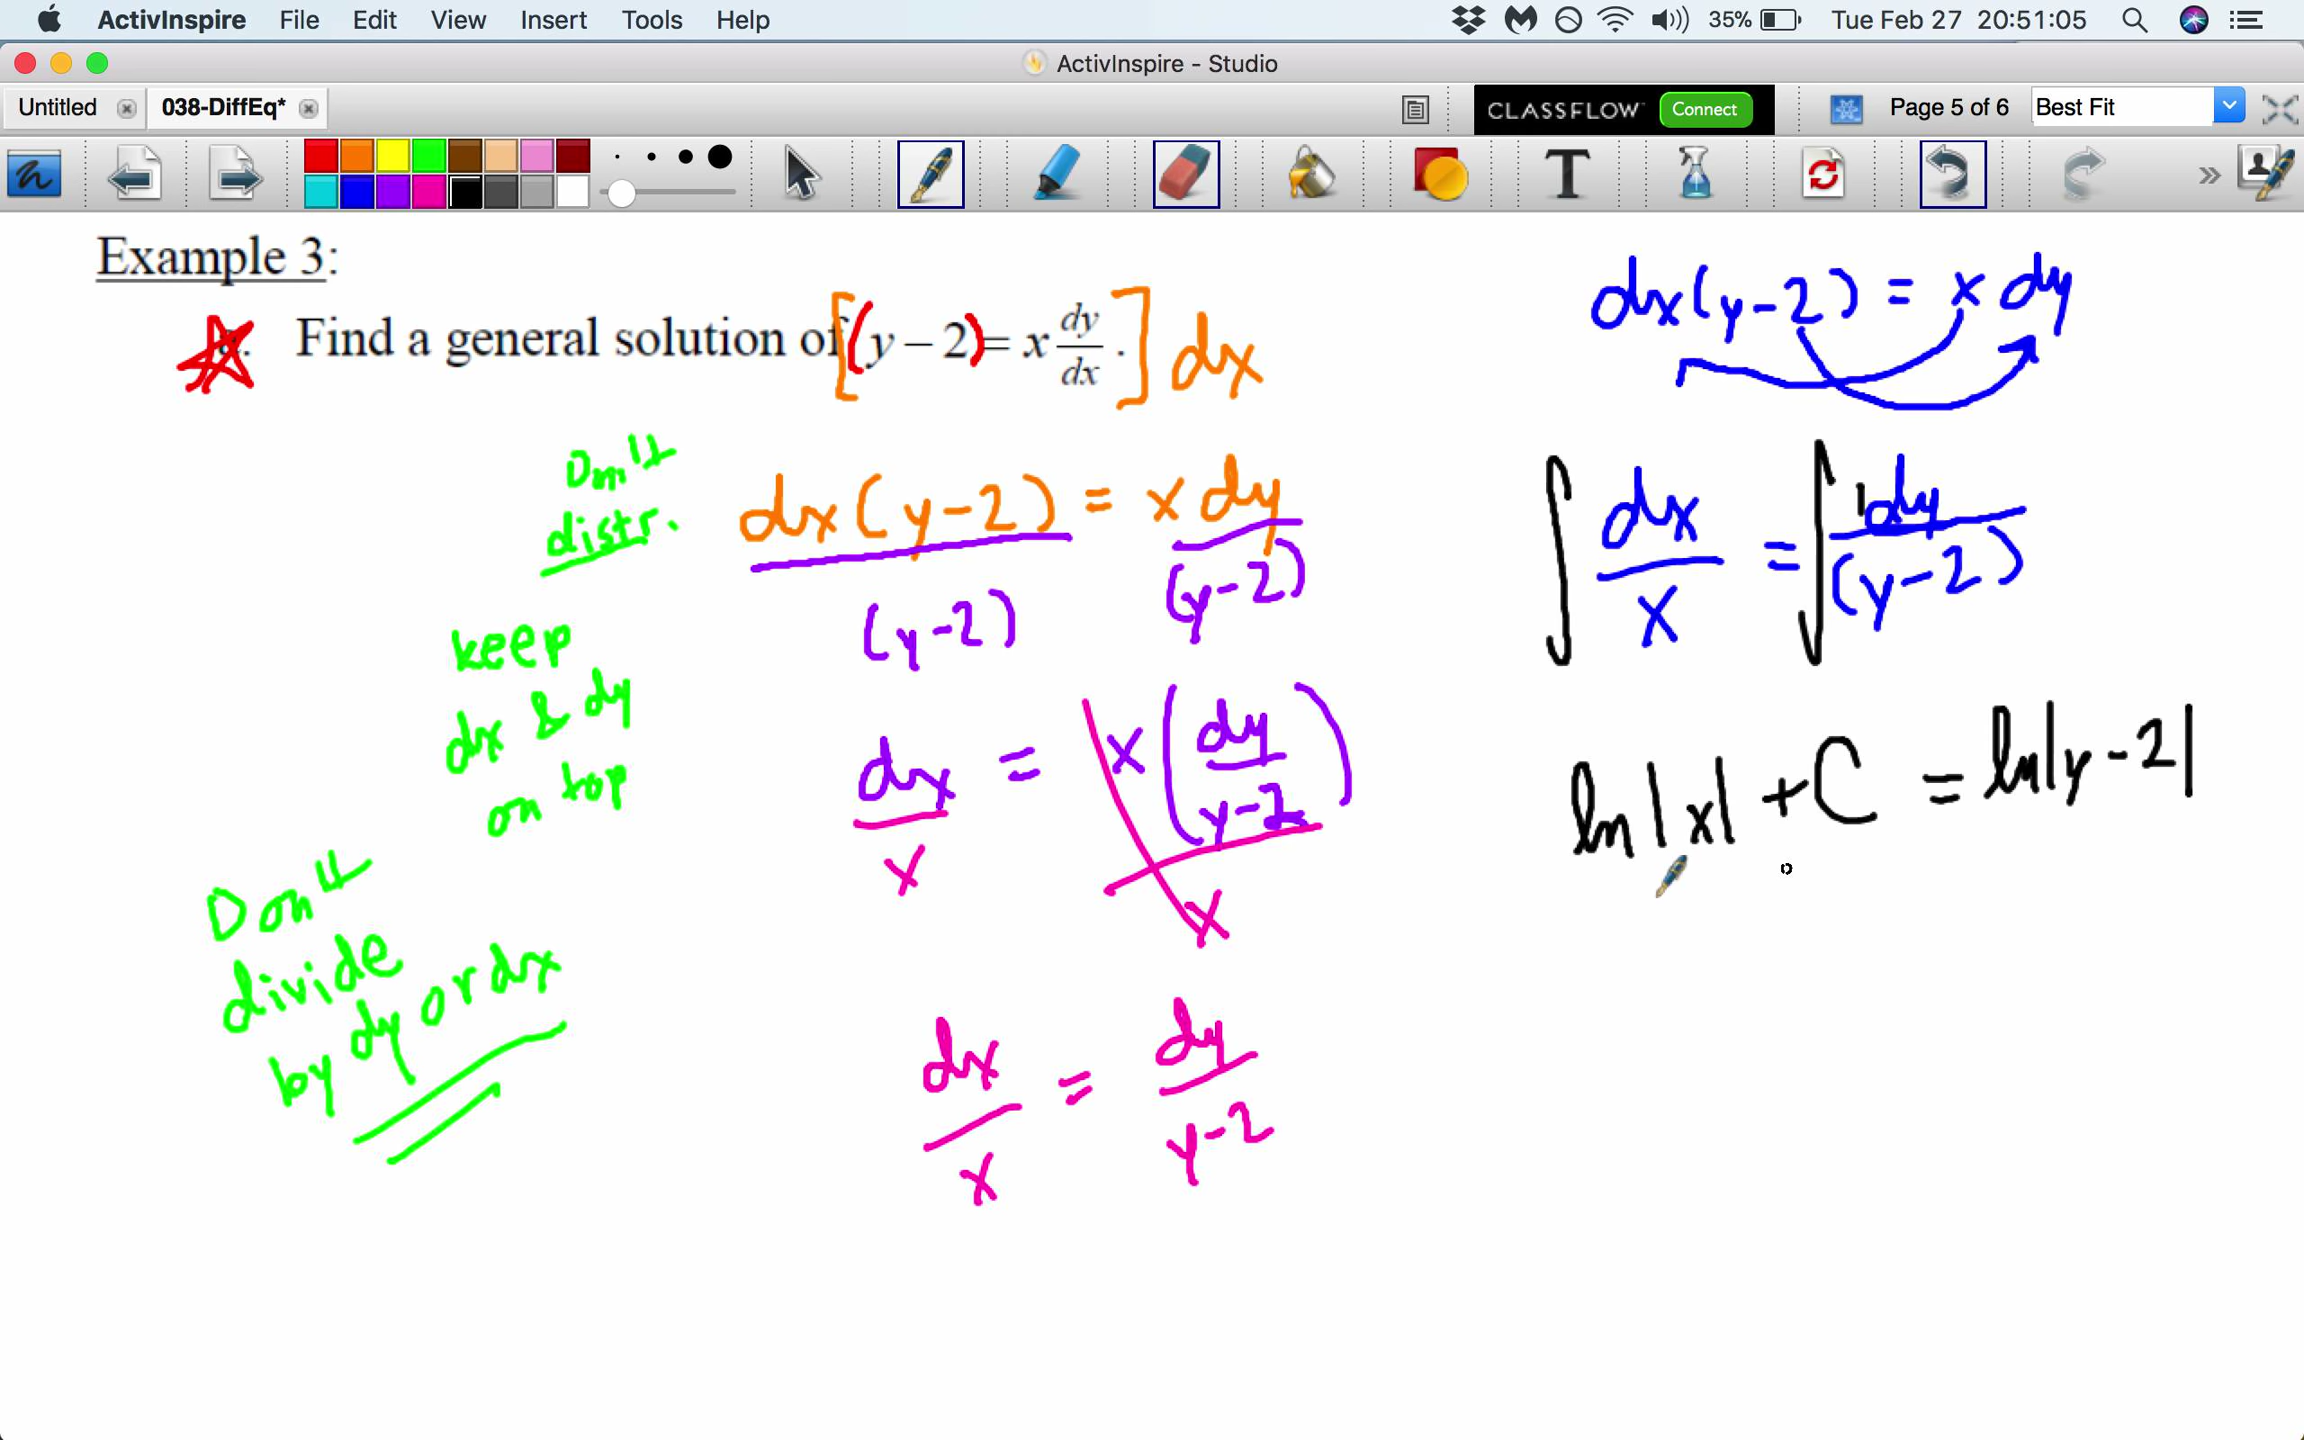 ActivInspire File Edit View Insert Tools Help 35% Tue Feb 27 20:51:05
ActivInspire - Studio
Untitled 038-DiffEq* CLASSFLOW Connect Page 5 of 6 Best Fit
T
Example 3:
Find a general solution of [(y − 2) = x dy/dx .] dx
Don't
distr.
keep
dx & dy
on top
Don't
divide
by dy or dx
dx(y-2) = x dy
(y-2) (y-2)
dx = x (dy/y-2)
x x
dx/x = dy/y-2
dx(y-2) = x dy
∫ dx/x = ∫ 1dy/(y-2)
ln|x| + C = ln|y-2|